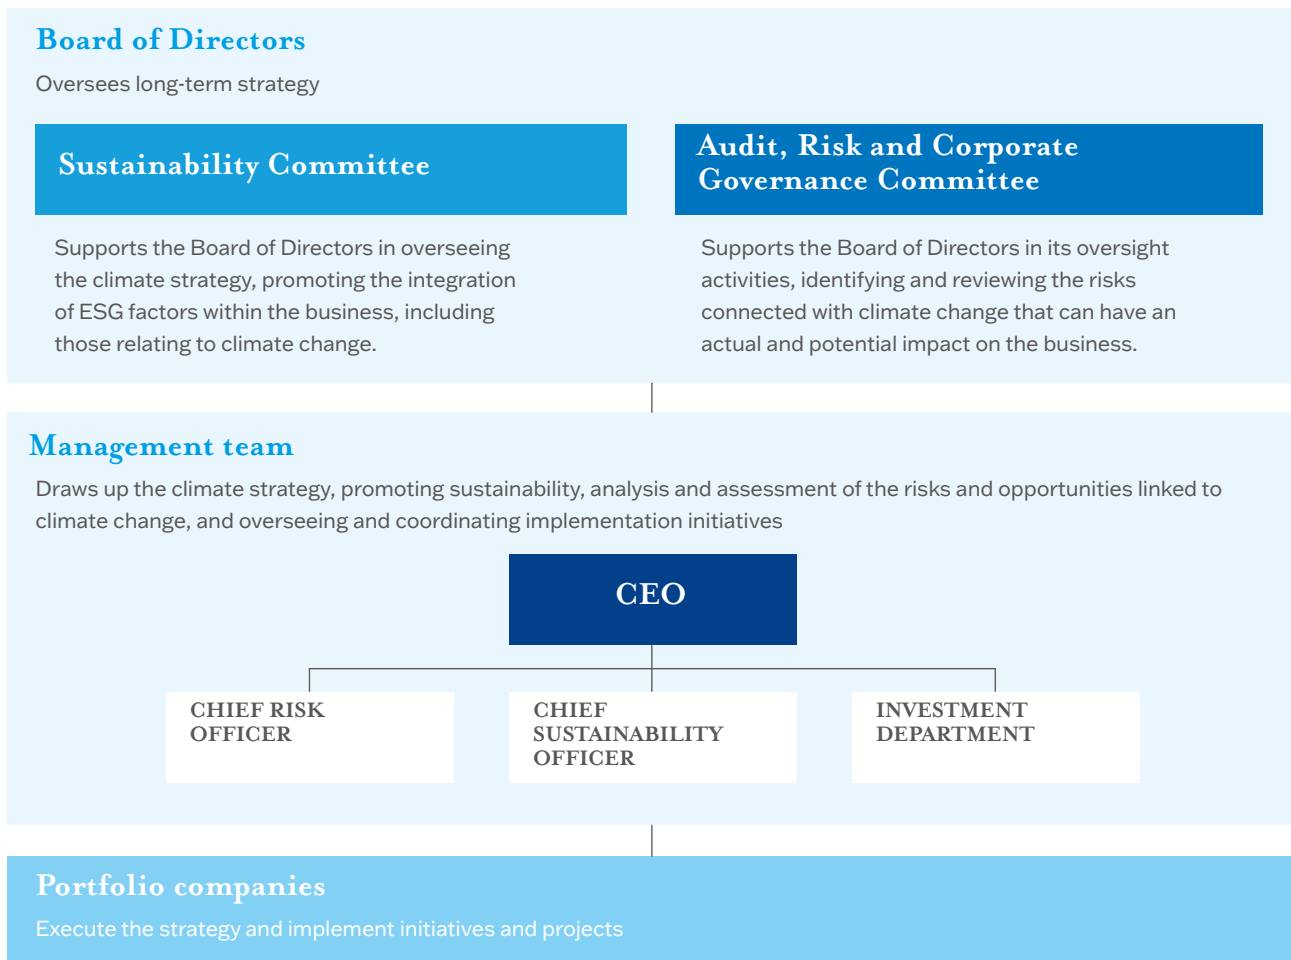 Board of Directors
Oversees long-term strategy
Sustainability Committee
Supports the Board of Directors in overseeing
the climate strategy, promoting the integration
of ESG factors within the business, including
those relating to climate change.
Audit, Risk and Corporate
Governance Committee
Supports the Board of Directors in its oversight
activities, identifying and reviewing the risks
connected with climate change that can have an
actual and potential impact on the business.
Management team
Draws up the climate strategy, promoting sustainability, analysis and assessment of the risks and opportunities linked to
climate change, and overseeing and coordinating implementation initiatives
CEO
CHIEF RISK
OFFICER
CHIEF
SUSTAINABILITY
OFFICER
INVESTMENT
DEPARTMENT
Portfolio companies
Execute the strategy and implement initiatives and projects